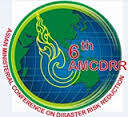 6th
AMCDRR
ASIAN MINISTERIAL CONFERENCE ON DISASTER RISK REDUCTION